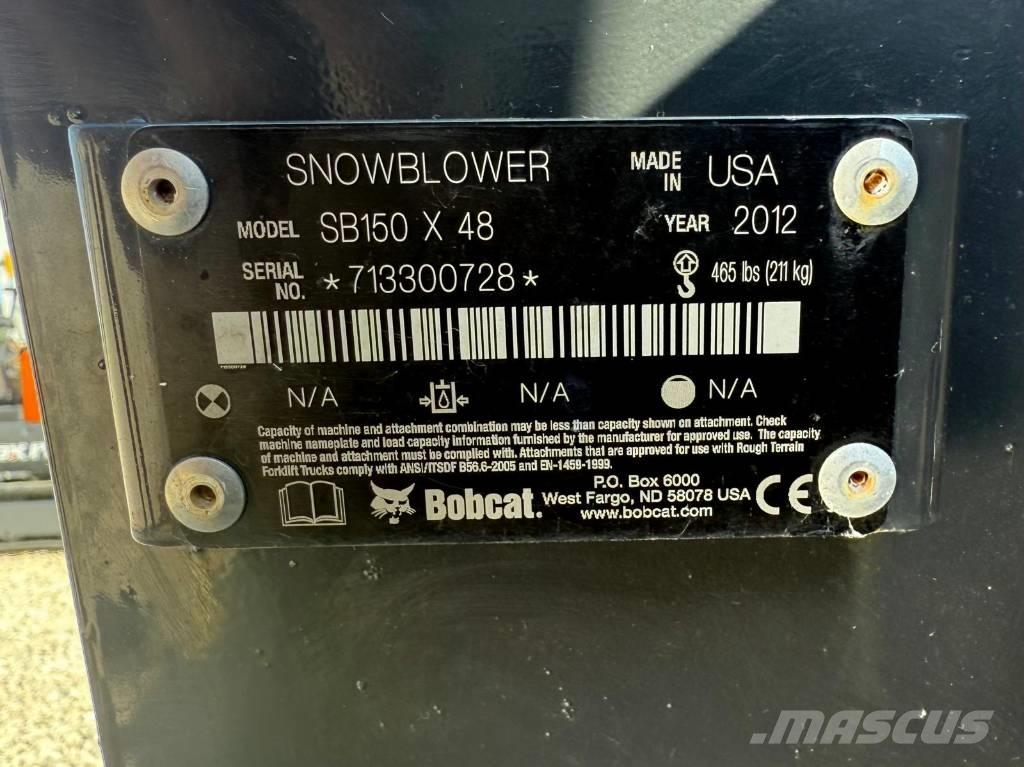 SNOWBLOWER MADE IN USA
MODEL SB150 X 48 YEAR 2012
SERIAL NO. *713300728* 465 lbs (211 kg)
713300728
N/A N/A N/A
Capacity of machine and attachment combination may be less than capacity shown on attachment. Check
machine nameplate and load capacity information furnished by the manufacturer for approved use. The capacity
of machine and attachment must be complied with. Attachments that are approved for use with Rough Terrain
Forklift Trucks comply with ANSI/ITSDF B56.6-2005 and EN-1459-1999.
Bobcat.
P.O. Box 6000
West Fargo, ND 58078 USA
www.bobcat.com
CE
MASCUS